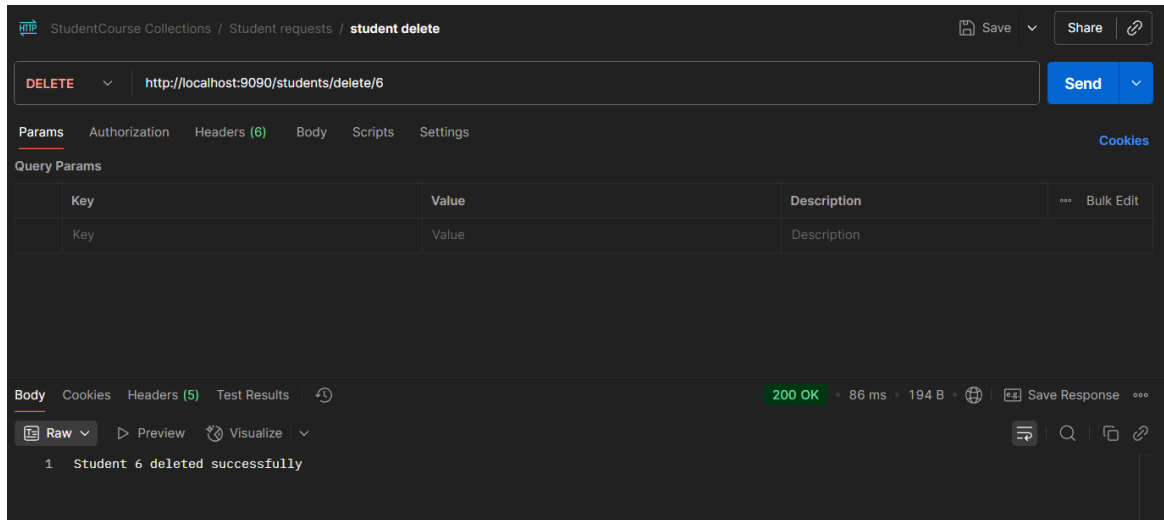 HTTP StudentCourse Collections / Student requests / student delete Save Share
DELETE http://localhost:9090/students/delete/6 Send
Params Authorization Headers (6) Body Scripts Settings Cookies
Query Params
Key Value Description Bulk Edit
Key Value Description
Body Cookies Headers (5) Test Results 200 OK • 86 ms • 194 B • e.g. Save Response
Raw Preview Visualize
1 Student 6 deleted successfully